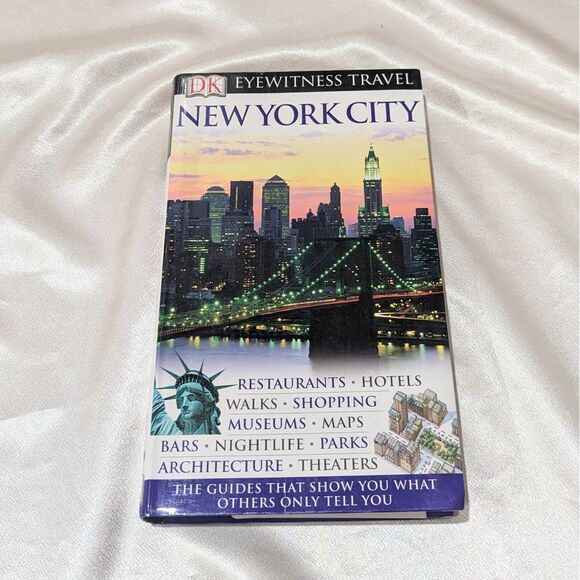 DK EYEWITNESS TRAVEL
NEW YORK CITY
RESTAURANTS • HOTELS
WALKS • SHOPPING
MUSEUMS • MAPS
BARS • NIGHTLIFE • PARKS
ARCHITECTURE • THEATERS
THE GUIDES THAT SHOW YOU WHAT
OTHERS ONLY TELL YOU